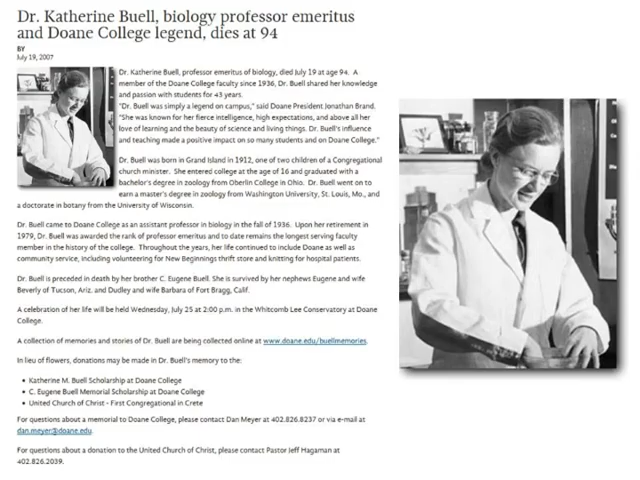 Dr. Katherine Buell, biology professor emeritus
and Doane College legend, dies at 94
BY
July 19, 2007
Dr. Katherine Buell, professor emeritus of biology, died July 19 at age 94. A
member of the Doane College faculty since 1936, Dr. Buell shared her knowledge
and passion with students for 43 years.
"Dr. Buell was simply a legend on campus," said Doane President Jonathan Brand.
"She was known for her fierce intelligence, high expectations, and above all her
love of learning and the beauty of science and living things. Dr. Buell's influence
and teaching made a positive impact on so many students and on Doane College."
Dr. Buell was born in Grand Island in 1912, one of two children of a Congregational
church minister. She entered college at the age of 16 and graduated with a
bachelor's degree in zoology from Oberlin College in Ohio. Dr. Buell went on to
earn a master's degree in zoology from Washington University, St. Louis, Mo., and
a doctorate in botany from the University of Wisconsin.
Dr. Buell came to Doane College as an assistant professor in biology in the fall of 1936. Upon her retirement in
1979, Dr. Buell was awarded the rank of professor emeritus and to date remains the longest serving faculty
member in the history of the college. Throughout the years, her life continued to include Doane as well as
community service, including volunteering for New Beginnings thrift store and knitting for hospital patients.
Dr. Buell is preceded in death by her brother C. Eugene Buell. She is survived by her nephews Eugene and wife
Beverly of Tucson, Ariz. and Dudley and wife Barbara of Fort Bragg, Calif.
A celebration of her life will be held Wednesday, July 25 at 2:00 p.m. in the Whitcomb Lee Conservatory at Doane
College.
A collection of memories and stories of Dr. Buell are being collected online at www.doane.edu/buellmemories.
In lieu of flowers, donations may be made in Dr. Buell's memory to the:
• Katherine M. Buell Scholarship at Doane College
• C. Eugene Buell Memorial Scholarship at Doane College
• United Church of Christ - First Congregational in Crete
For questions about a memorial to Doane College, please contact Dan Meyer at 402.826.8237 or via e-mail at
dan.meyer@doane.edu.
For questions about a donation to the United Church of Christ, please contact Pastor Jeff Hagaman at
402.826.2039.